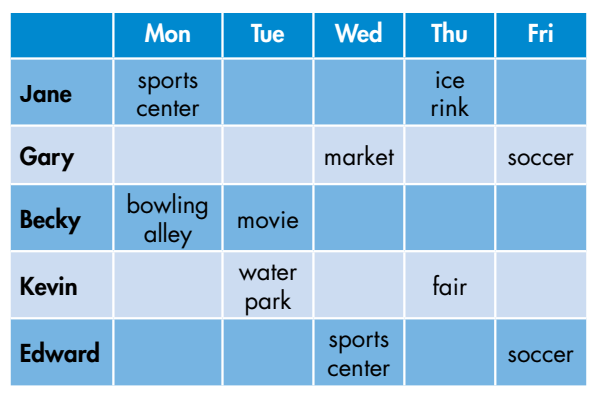 Mon Tue Wed Thu Fri
Jane sports center ice rink
Gary market soccer
Becky bowling alley movie
Kevin water park fair
Edward sports center soccer